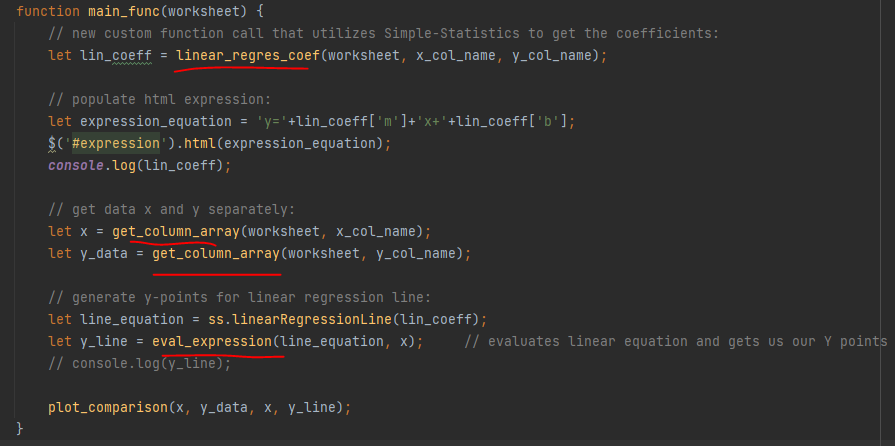 function main_func(worksheet) {
// new custom function call that utilizes Simple-Statistics to get the coefficients:
let lin_coeff = linear_regres_coef(worksheet, x_col_name, y_col_name);
// populate html expression:
let expression_equation = 'y='+lin_coeff['m']+'x+'+lin_coeff['b'];
$('#expression').html(expression_equation);
console.log(lin_coeff);
// get data x and y separately:
let x = get_column_array(worksheet, x_col_name);
let y_data = get_column_array(worksheet, y_col_name);
// generate y-points for linear regression line:
let line_equation = ss.linearRegressionLine(lin_coeff);
let y_line = eval_expression(line_equation, x); // evaluates linear equation and gets us our Y points
// console.log(y_line);
plot_comparison(x, y_data, x, y_line);
}